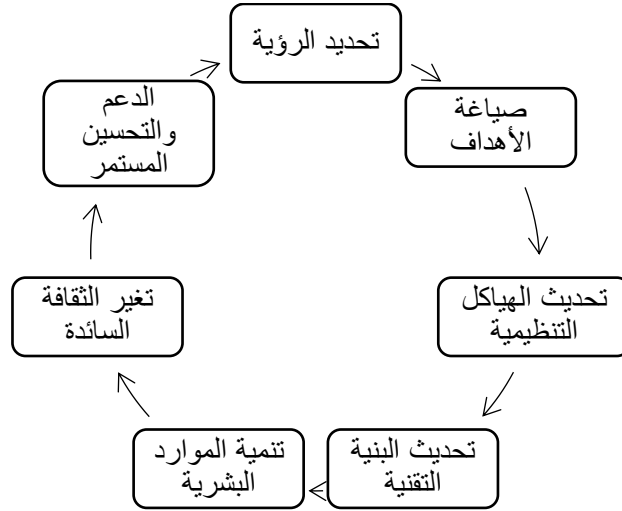 تحديد الرؤية
صياغة
الأهداف
تحديث الهياكل
التنظيمية
تحديث البنية
التقنية
تنمية الموارد
البشرية
تغير الثقافة
السائدة
الدعم
والتحسين
المستمر